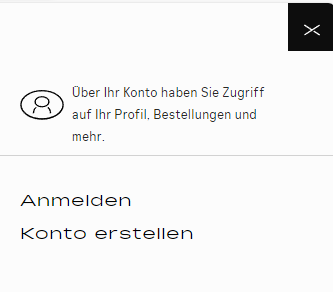 Über Ihr Konto haben Sie Zugriff
auf Ihr Profil, Bestellungen und
mehr.
Anmelden
Konto erstellen